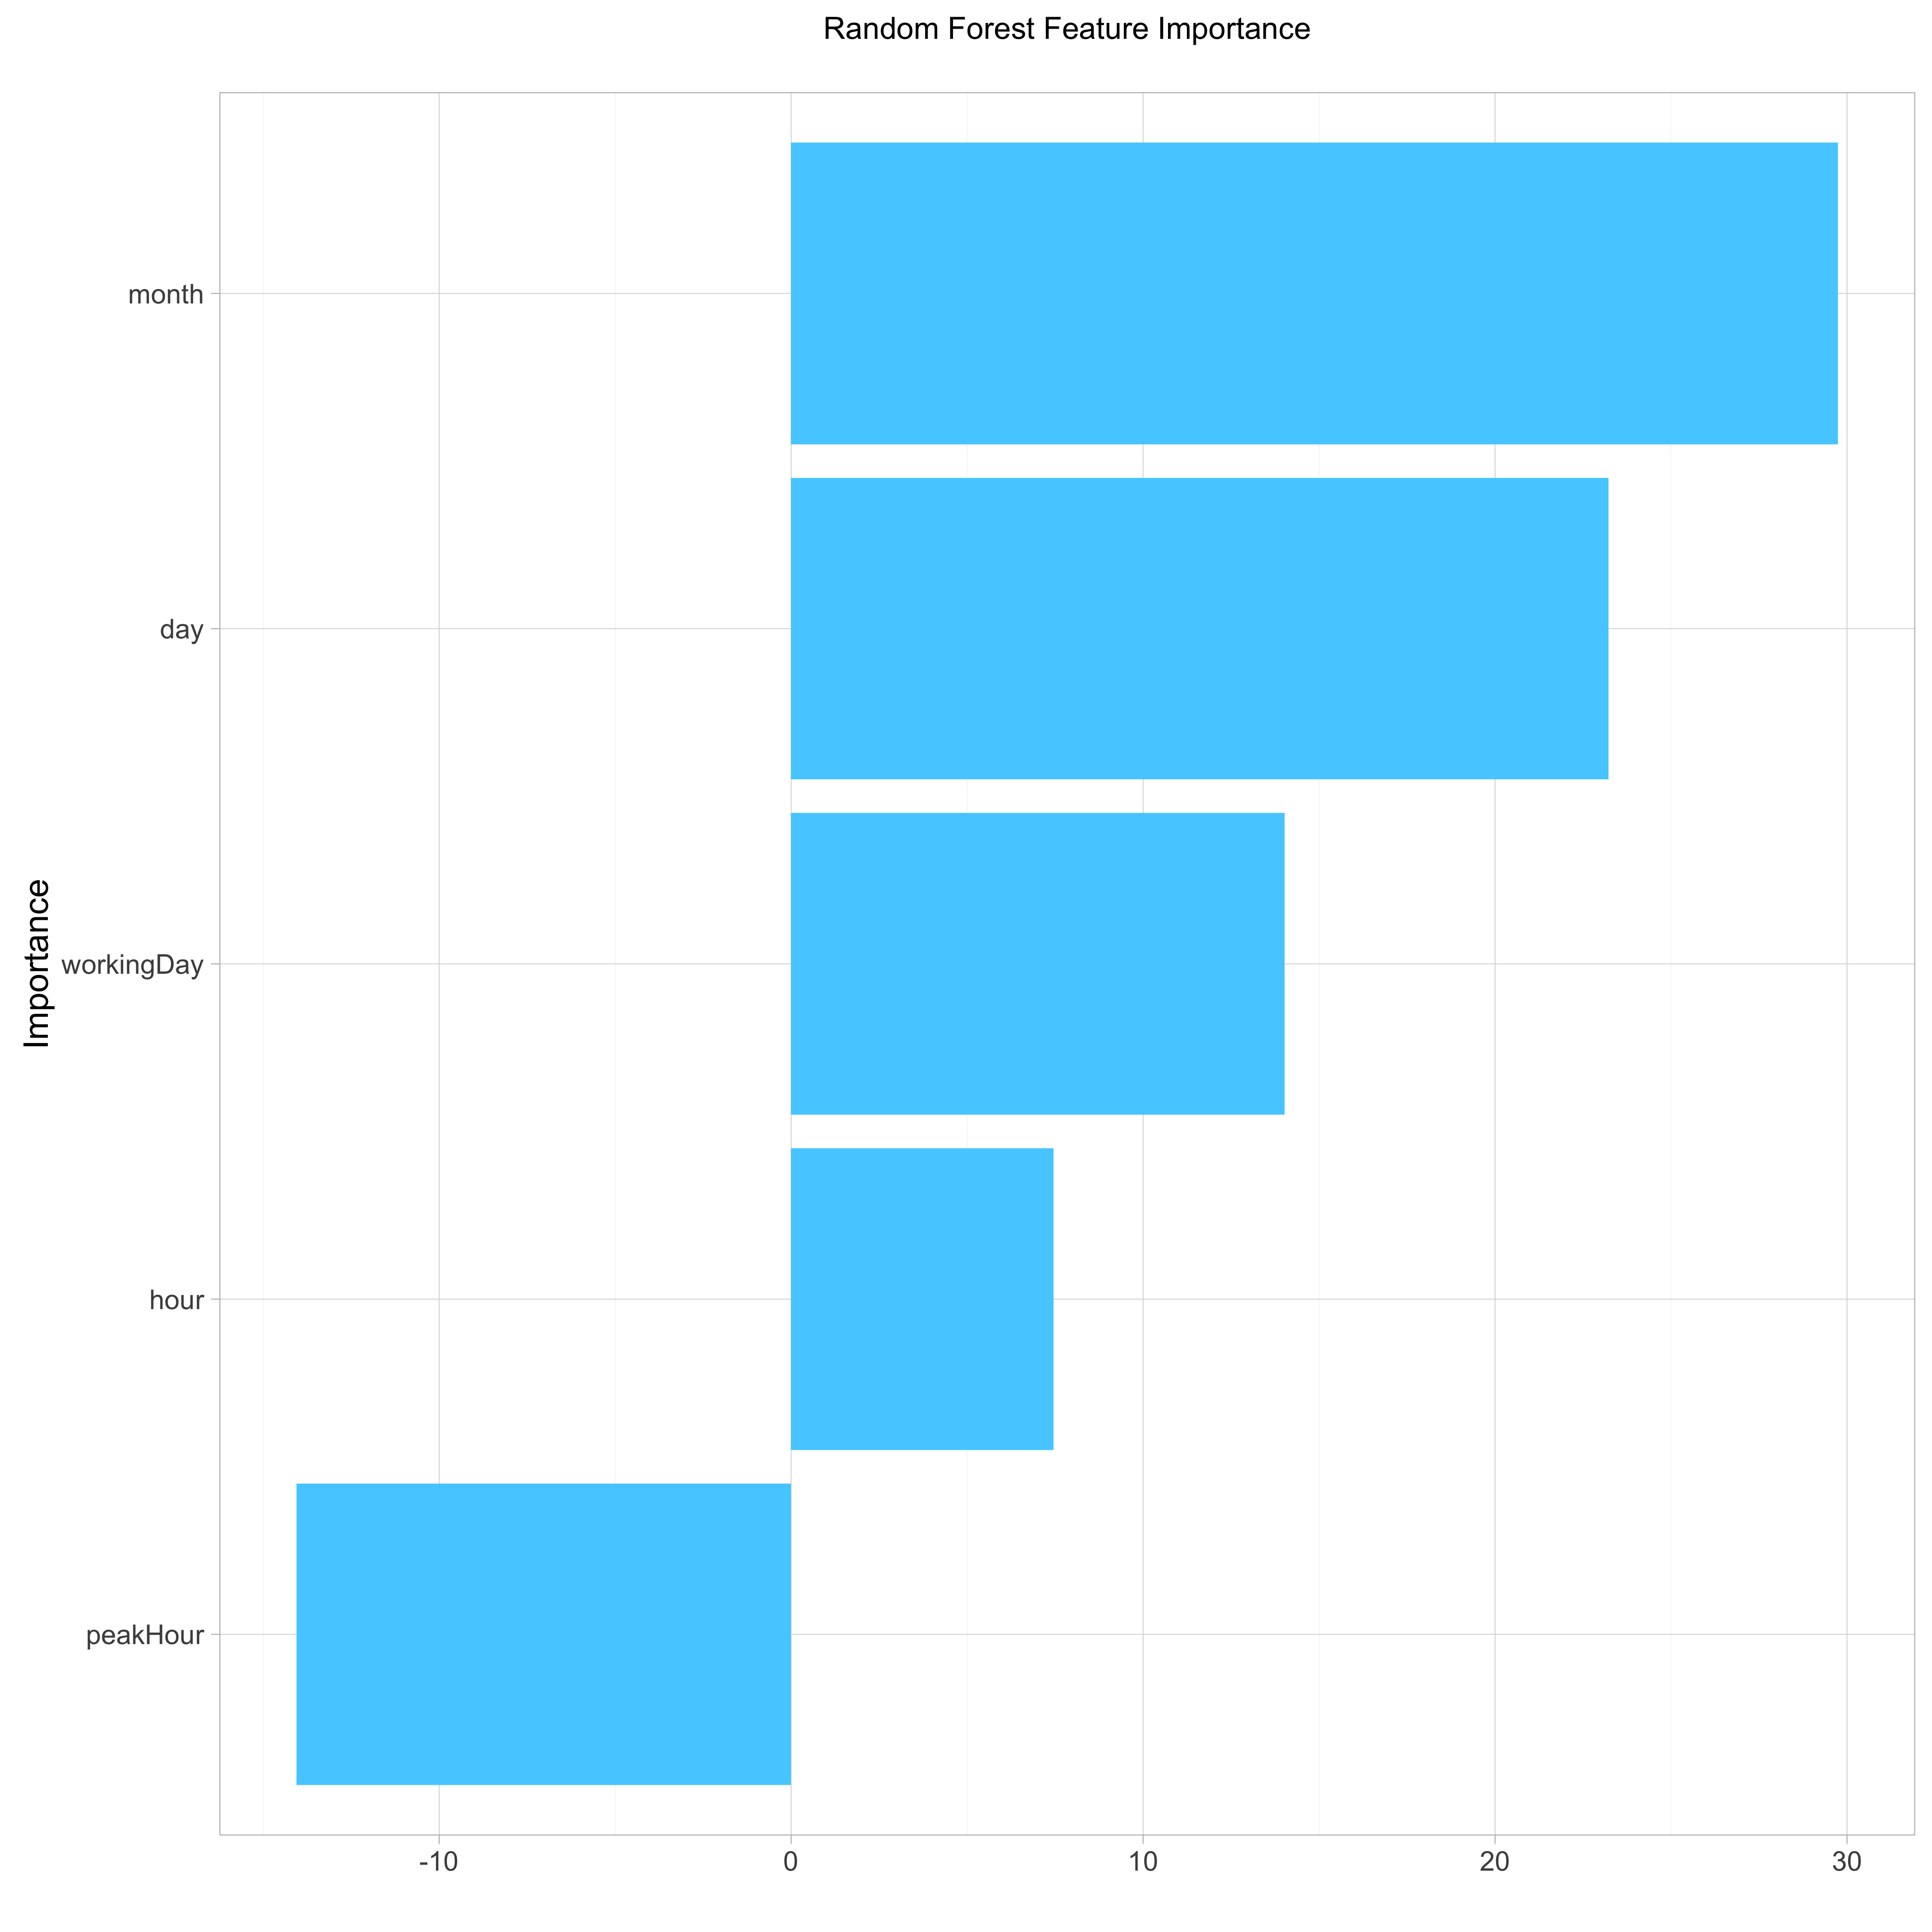 Random Forest Feature Importance
month
day
workingDay
hour
peakHour
Importance
-10 0 10 20 30